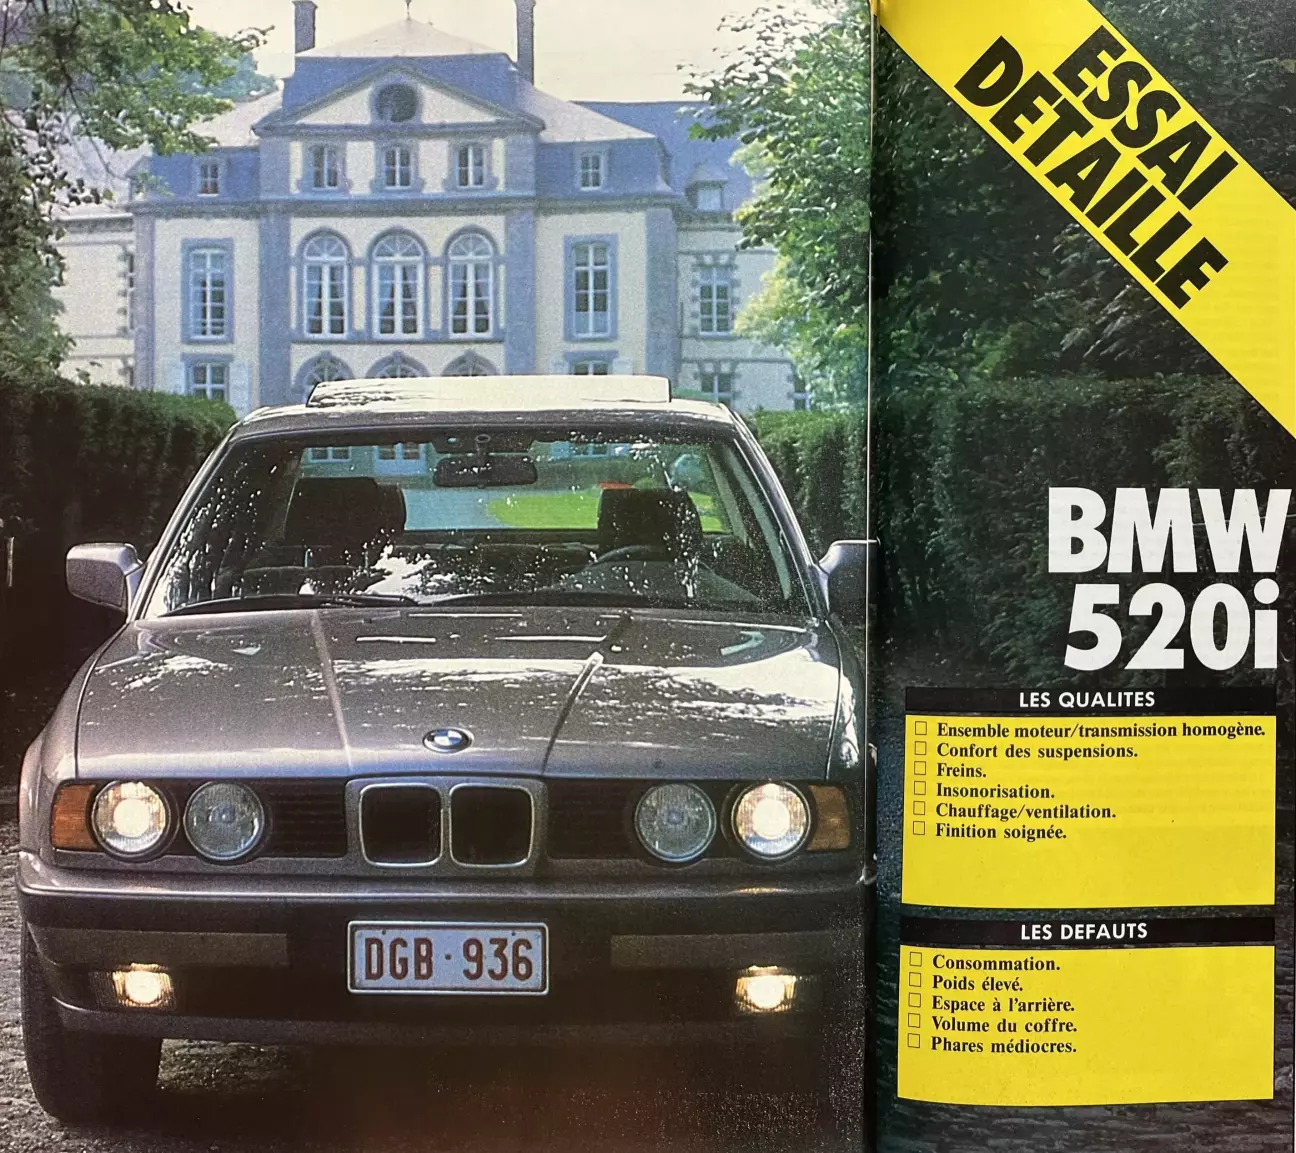 ESSAI
DETAILLE
BMW
520i
LES QUALITES
Ensemble moteur/transmission homogène.
Confort des suspensions.
Freins.
Insonorisation.
Chauffage/ventilation.
Finition soignée.
LES DEFAUTS
Consommation.
Poids élevé.
Espace à l'arrière.
Volume du coffre.
Phares médiocres.
DGB·936